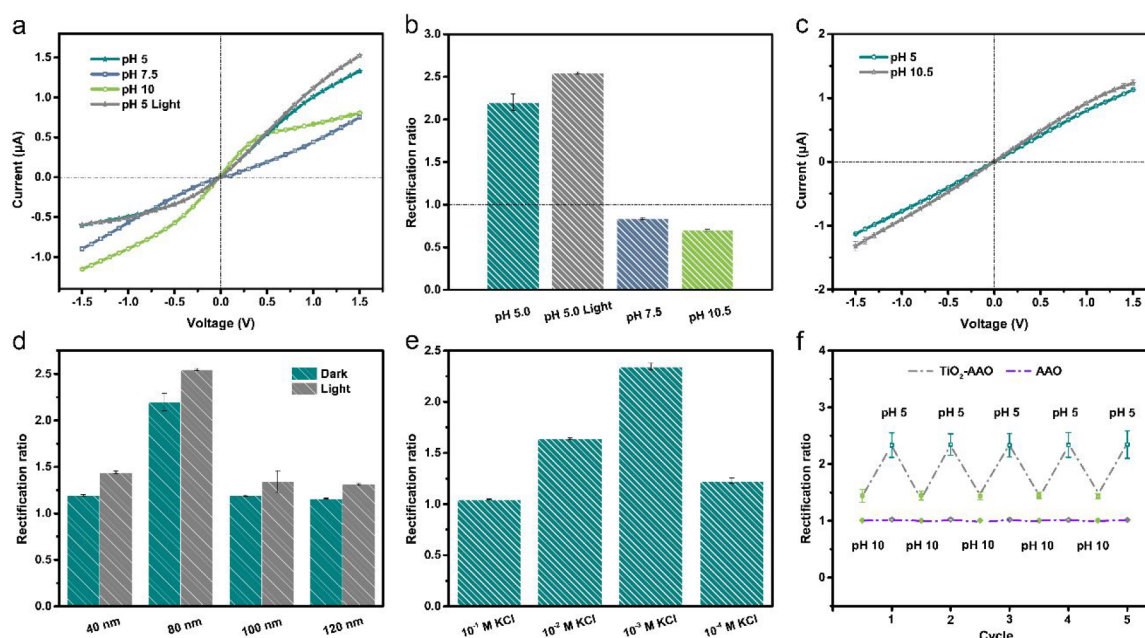 a
pH 5
pH 7.5
pH 10
pH 5 Light
1.5
1.0
0.5
0.0
-0.5
-1.0
Current (μA)
-1.5 -1.0 -0.5 0.0 0.5 1.0 1.5
Voltage (V)
b
3.0
2.5
2.0
1.5
1.0
0.5
0.0
Rectification ratio
pH 5.0 pH 5.0 Light pH 7.5 pH 10.5
c
pH 5
pH 10.5
2
1
0
-1
-2
Current (μA)
-1.5 -1.0 -0.5 0.0 0.5 1.0 1.5
Voltage (V)
d
Dark
Light
2.5
2.0
1.5
1.0
0.5
0.0
Rectification ratio
40 nm 80 nm 100 nm 120 nm
e
2.5
2.0
1.5
1.0
0.5
0.0
Rectification ratio
10⁻¹ M KCl 10⁻² M KCl 10⁻³ M KCl 10⁻⁴ M KCl
f
TiO₂-AAO AAO
4
3
2
1
0
Rectification ratio
pH 5 pH 5 pH 5 pH 5 pH 5
pH 10 pH 10 pH 10 pH 10 pH 10
1 2 3 4 5
Cycle